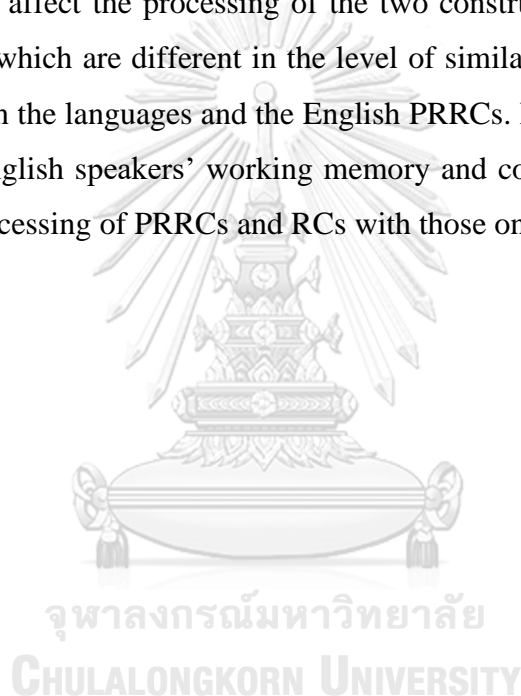 affect the processing of the two constru
which are different in the level of simila
n the languages and the English PRRCs.
glish speakers' working memory and co
cessing of PRRCs and RCs with those on
จุฬาลงกรณ์มหาวิทยาลัย
CHULALONGKORN UNIVERSITY